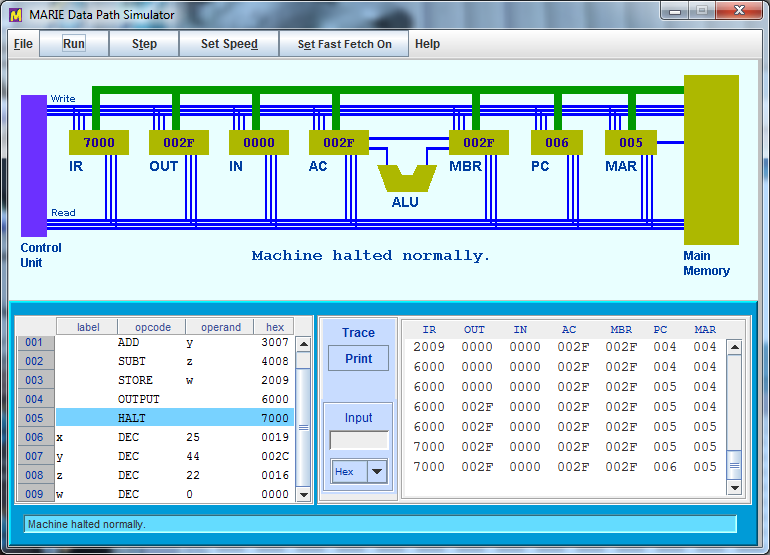 MARIE Data Path Simulator
File Run Step Set Speed Set Fast Fetch On Help
Write
7000 002F 0000 002F 002F 006 005
IR OUT IN AC MBR PC MAR
ALU
Read
Control
Unit
Machine halted normally.
Main
Memory
label opcode operand hex
001 ADD y 3007
002 SUBT z 4008
003 STORE w 2009
004 OUTPUT 6000
005 HALT 7000
006 x DEC 25 0019
007 y DEC 44 002C
008 z DEC 22 0016
009 w DEC 0 0000
Trace
Print
Input
Hex
IR OUT IN AC MBR PC MAR
2009 0000 0000 002F 002F 004 004
6000 0000 0000 002F 002F 004 004
6000 0000 0000 002F 002F 005 004
6000 002F 0000 002F 002F 005 004
6000 002F 0000 002F 002F 005 005
7000 002F 0000 002F 002F 005 005
7000 002F 0000 002F 002F 006 005
Machine halted normally.